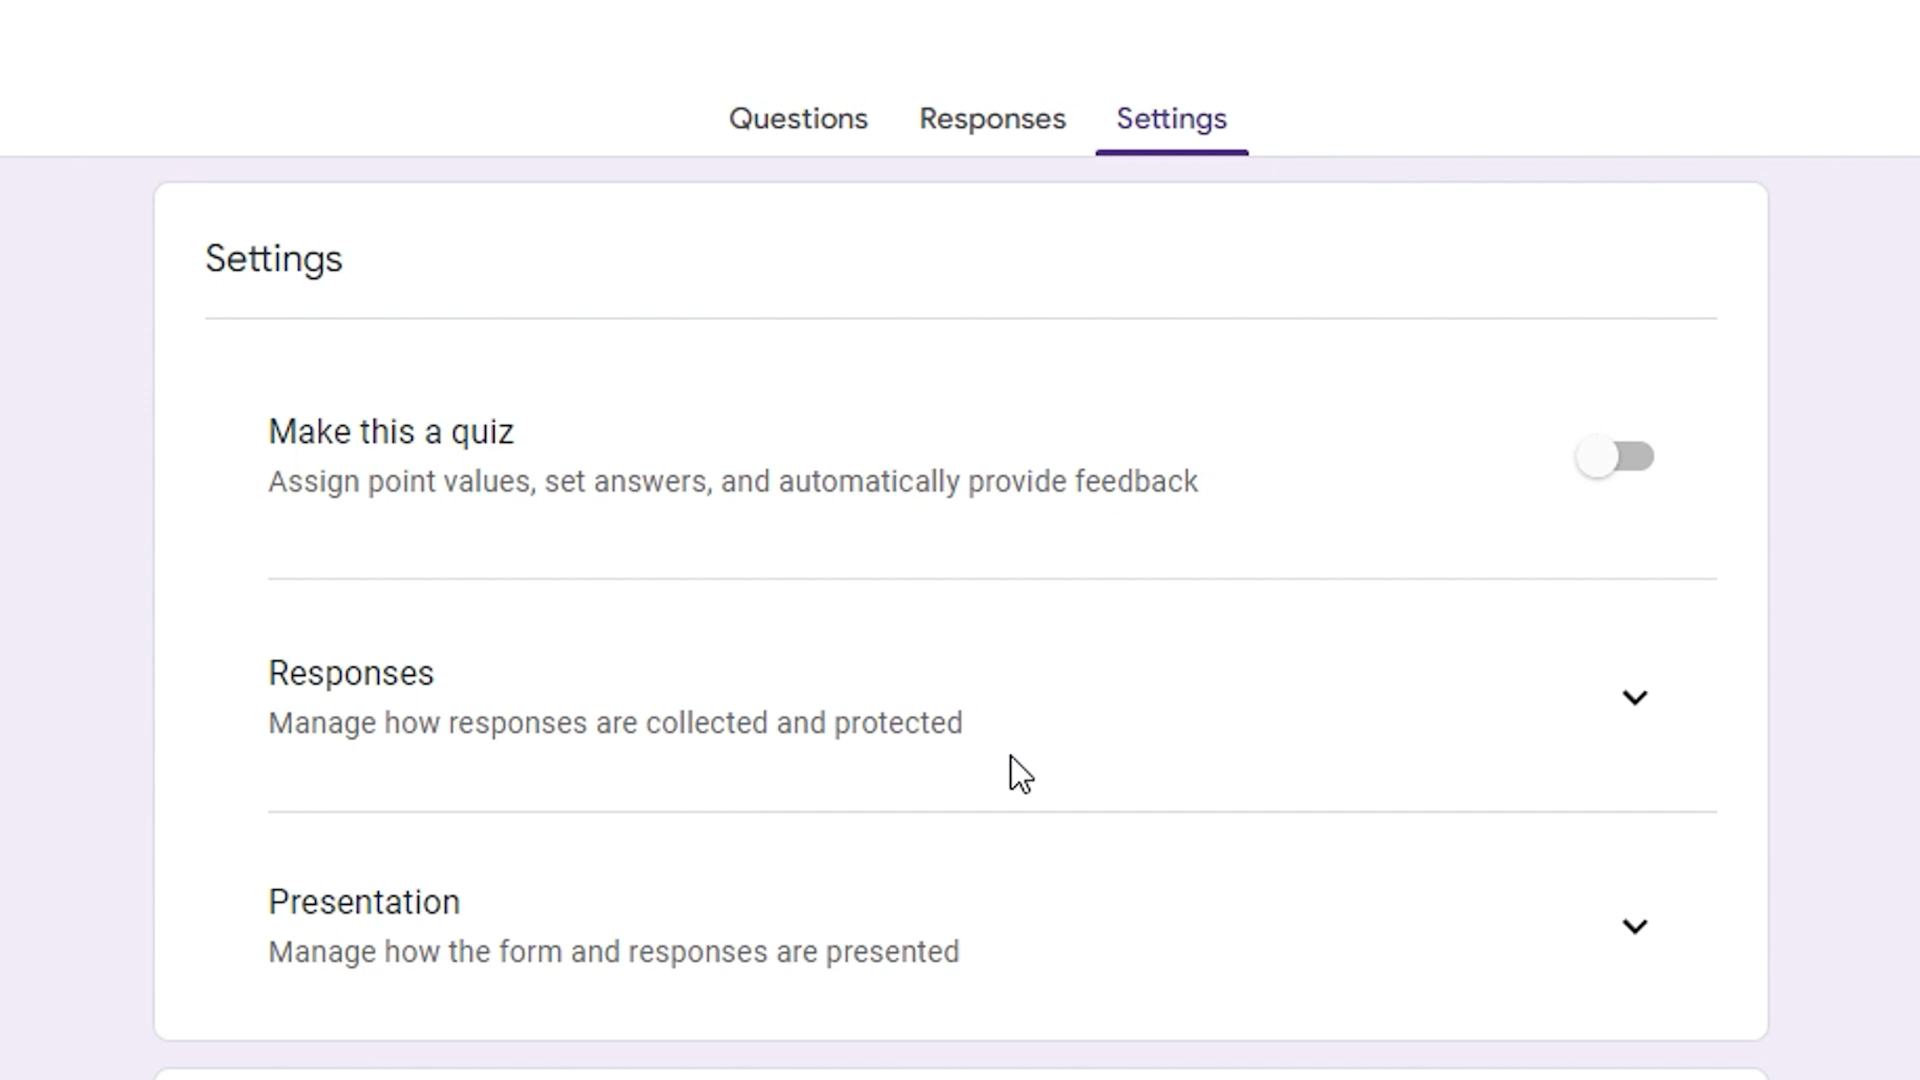 Questions Responses Settings
Settings
Make this a quiz
Assign point values, set answers, and automatically provide feedback
Responses
Manage how responses are collected and protected
Presentation
Manage how the form and responses are presented